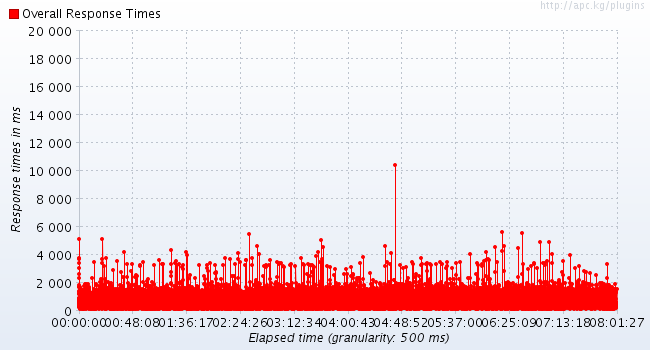 http://apc.kg/plugins
Overall Response Times
20 000
18 000
16 000
14 000
12 000
10 000
8 000
6 000
4 000
2 000
0
Response times in ms
00:00:00 00:48:08 01:36:17 02:24:26 03:12:34 04:00:43 04:48:52 05:37:00 06:25:09 07:13:18 08:01:27
Elapsed time (granularity: 500 ms)